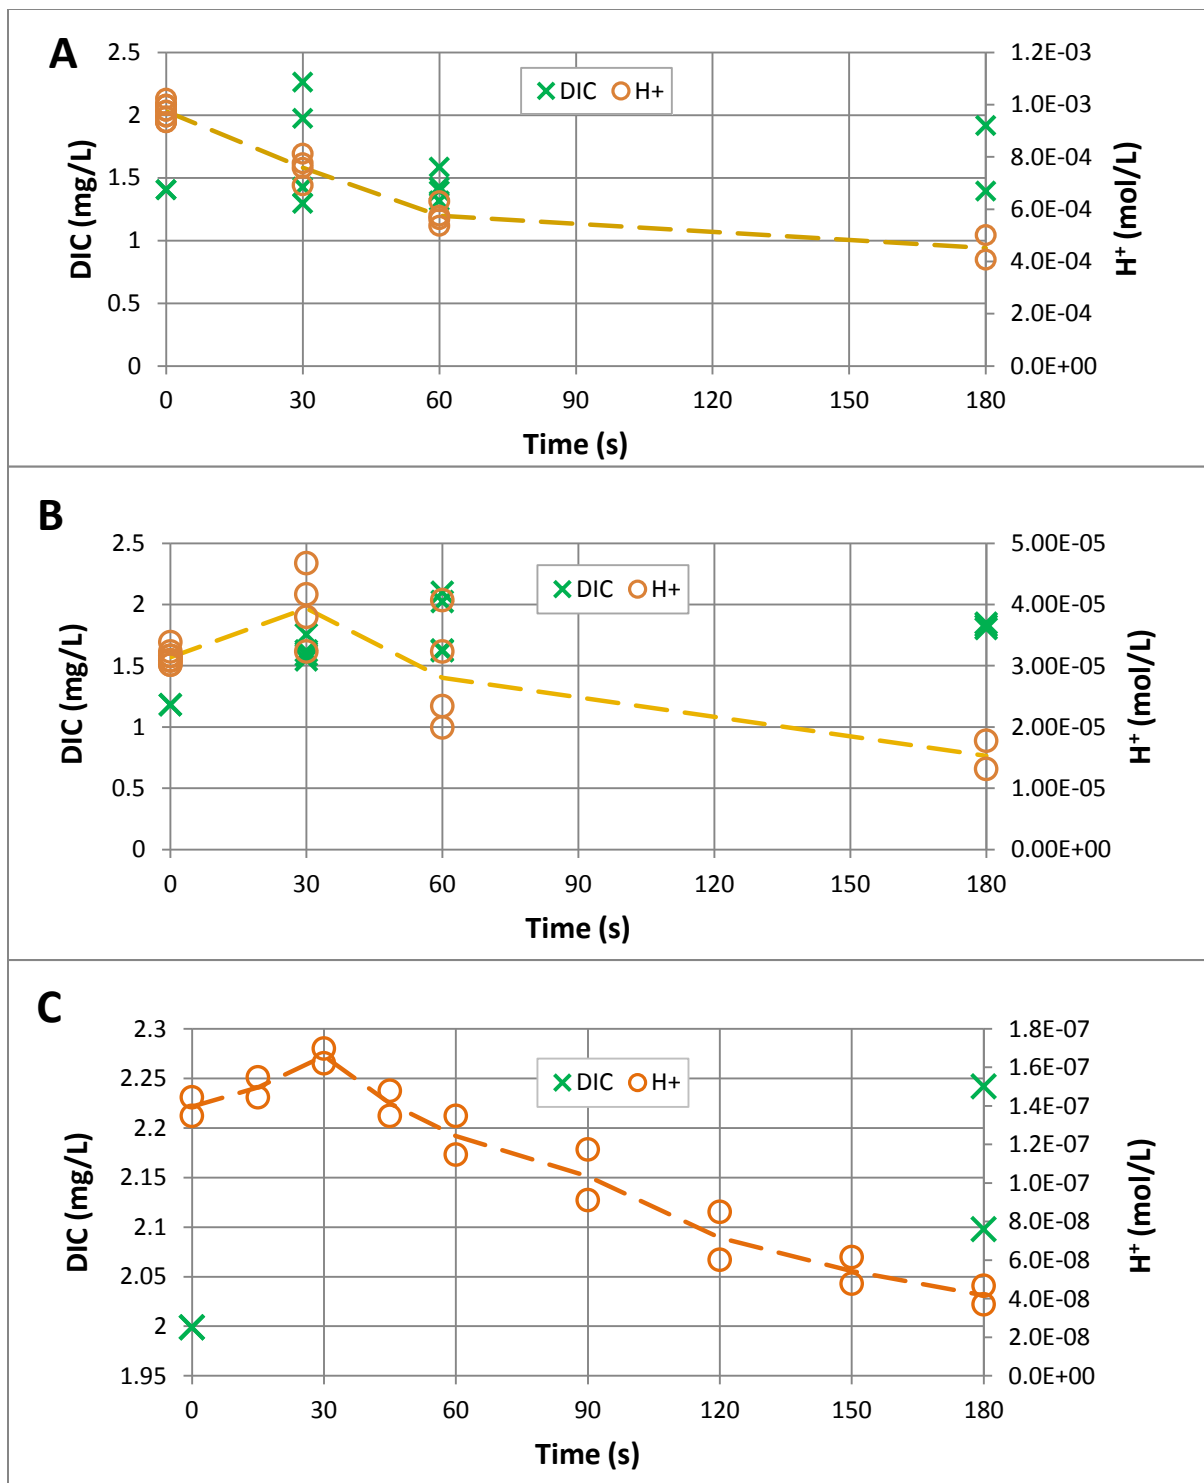 A
2.5 1.2E-03
2 1.0E-03
1.5 8.0E-04
1 6.0E-04
0.5 4.0E-04
0 2.0E-04
0.0E+00
DIC H+
DIC (mg/L)
H⁺ (mol/L)
0 30 60 90 120 150 180
Time (s)
B
2.5 5.00E-05
2 4.00E-05
1.5 3.00E-05
1 2.00E-05
0.5 1.00E-05
0 0.00E+00
DIC H+
DIC (mg/L)
H⁺ (mol/L)
0 30 60 90 120 150 180
Time (s)
C
2.3 1.8E-07
2.25 1.6E-07
2.2 1.4E-07
2.15 1.2E-07
2.1 1.0E-07
2.05 8.0E-08
2 6.0E-08
1.95 4.0E-08
2.0E-08
0.0E+00
DIC H+
DIC (mg/L)
H⁺ (mol/L)
0 30 60 90 120 150 180
Time (s)